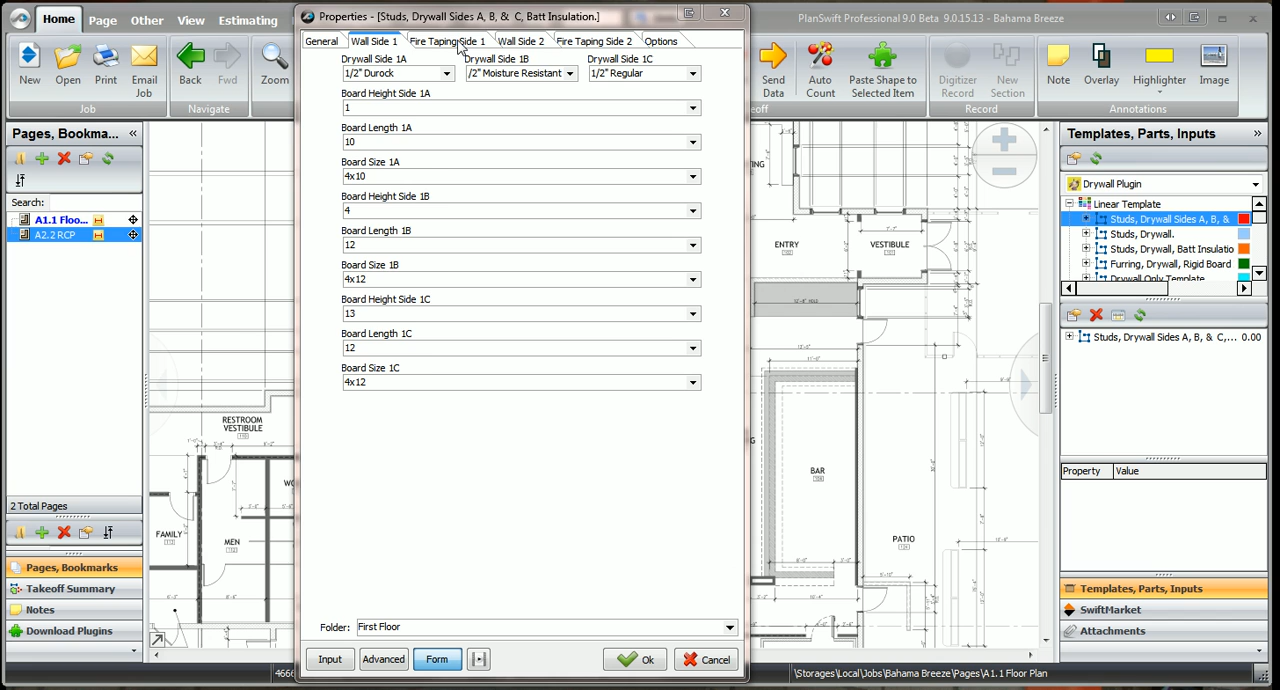 Home Page Other View Estimating
Properties - [Studs, Drywall Sides A, B, & C, Batt Insulation.]
PlanSwift Professional 9.0 Beta 9.0.15.13 - Bahama Breeze
New Open Print Email Job
Job
Back Fwd
Navigate
Zoom
Send Data
Auto Count
Paste Shape to Selected Item
Digitizer Record
New Section
Record
Note Overlay Highlighter Image
Annotations
General Wall Side 1 Fire Taping Side 1 Wall Side 2 Fire Taping Side 2 Options
Drywall Side 1A Drywall Side 1B Drywall Side 1C
1/2" Durock /2" Moisture Resistant 1/2" Regular
Board Height Side 1A
1
Board Length 1A
10
Board Size 1A
4x10
Board Height Side 1B
4
Board Length 1B
12
Board Size 1B
4x12
Board Height Side 1C
13
Board Length 1C
12
Board Size 1C
4x12
Folder: First Floor
Input Advanced Form Ok Cancel
Pages, Bookma... «
Search:
A1.1 Floo...
A2.2 RCP
2 Total Pages
Pages, Bookmarks
Takeoff Summary
Notes
Download Plugins
RESTROOM
VESTIBULE
FAMILY
MEN
ENTRY
VESTIBULE
BAR
PATIO
Templates, Parts, Inputs »
Drywall Plugin
Linear Template
Studs, Drywall Sides A, B, &
Studs, Drywall.
Studs, Drywall, Batt Insulatio
Furring, Drywall, Rigid Board
Drywall Only Template
Studs, Drywall Sides A, B, & C,... 0.00
Property Value
Templates, Parts, Inputs
SwiftMarket
Attachments
\Storages\Local\Jobs\Bahama Breeze\Pages\A1.1 Floor Plan